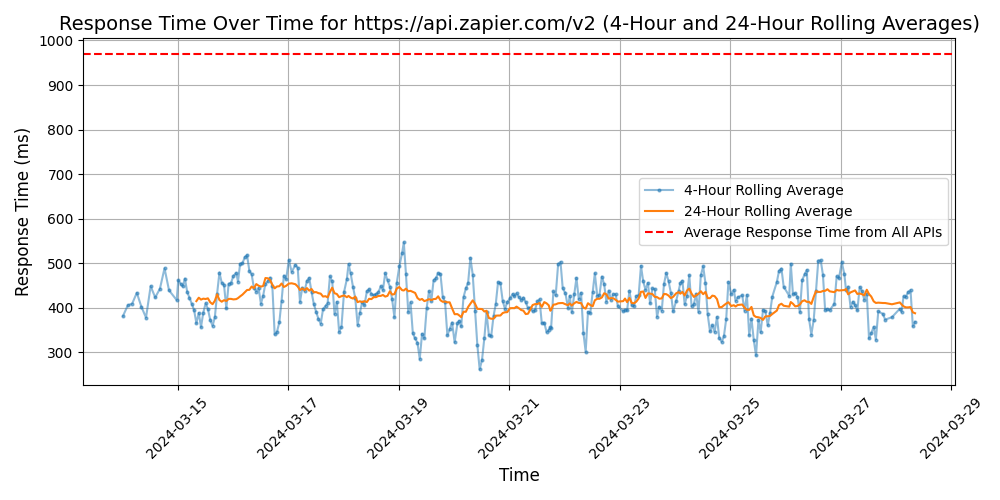 Response Time Over Time for https://api.zapier.com/v2 (4-Hour and 24-Hour Rolling Averages)
Response Time (ms)
1000
900
800
700
600
500
400
300
4-Hour Rolling Average
24-Hour Rolling Average
Average Response Time from All APIs
2024-03-15
2024-03-17
2024-03-19
2024-03-21
2024-03-23
2024-03-25
2024-03-27
2024-03-29
Time